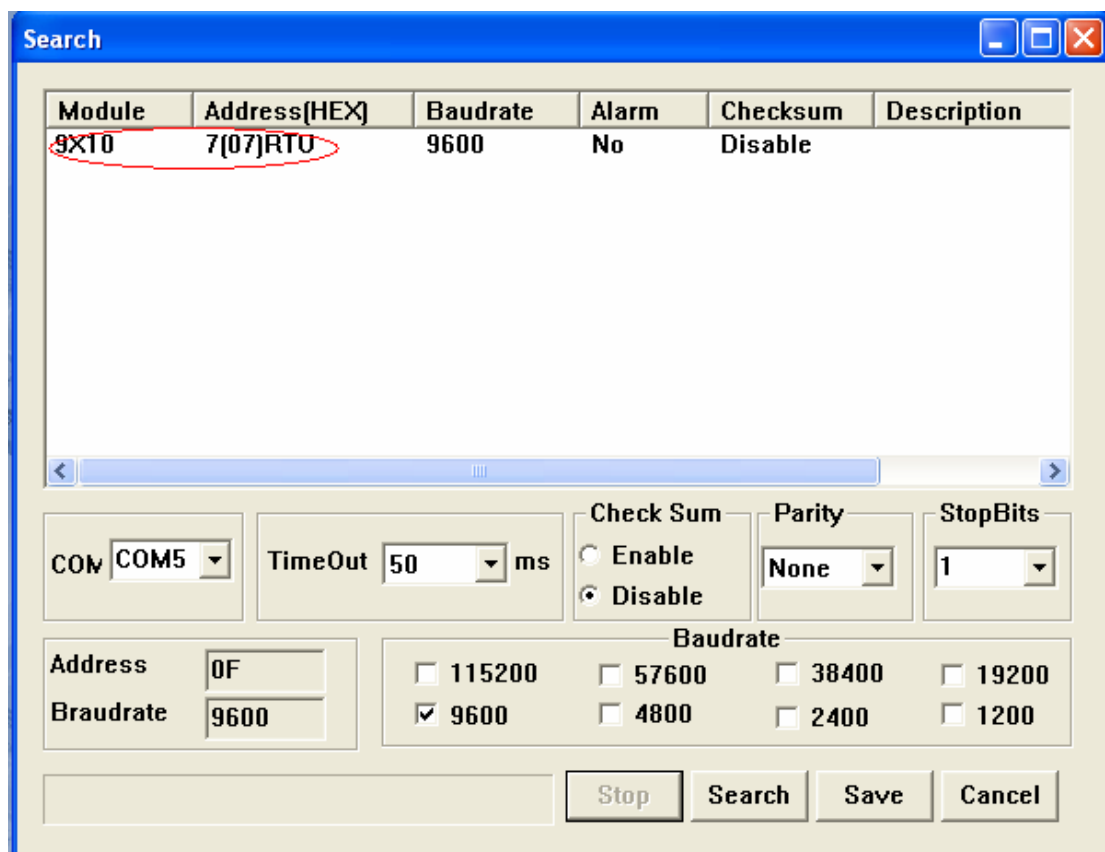 Search
Module Address(HEX) Baudrate Alarm Checksum Description
9X10 7(07)RTU 9600 No Disable
Check Sum Parity StopBits
COM COM5 TimeOut 50 ms Enable None 1
Disable
Baudrate
Address 0F 115200 57600 38400 19200
Braudrate 9600 9600 4800 2400 1200
Stop Search Save Cancel